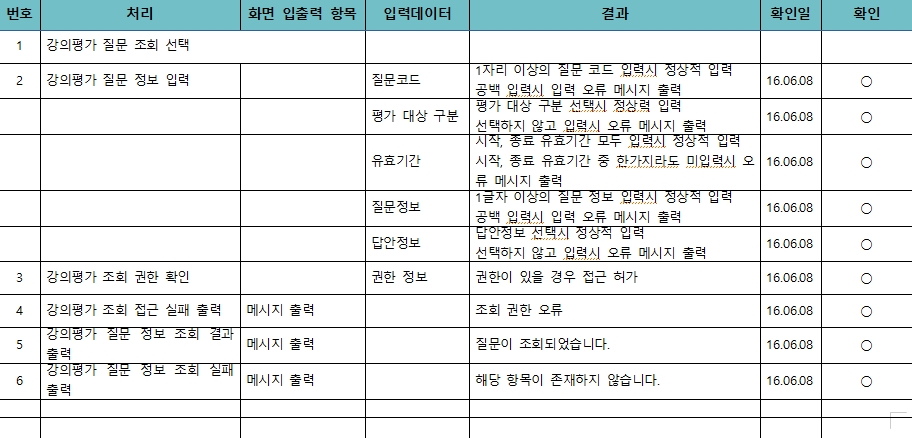 번호 처리 화면 입출력 항목 입력데이터 결과 확인일 확인
1 강의평가 질문 조회 선택
2 강의평가 질문 정보 입력 질문코드 1자리 이상의 질문 코드 입력시 정상적 입력 16.06.08 ○
공백 입력시 입력 오류 메시지 출력
평가 대상 구분 평가 대상 구분 선택시 정상력 입력 16.06.08 ○
선택하지 않고 입력시 오류 메시지 출력
유효기간 시작, 종료 유효기간 모두 입력시 정상적 입력 16.06.08 ○
시작, 종료 유효기간 중 한가지라도 미입력시 오
류 메시지 출력
질문정보 1글자 이상의 질문 정보 입력시 정상적 입력 16.06.08 ○
공백 입력시 입력 오류 메시지 출력
답안정보 답안정보 선택시 정상적 입력 16.06.08 ○
선택하지 않고 입력시 오류 메시지 출력
3 강의평가 조회 권한 확인 권한 정보 권한이 있을 경우 접근 허가 16.06.08 ○
4 강의평가 조회 접근 실패 출력 메시지 출력 조회 권한 오류 16.06.08 ○
5 강의평가 질문 정보 조회 결과 메시지 출력 질문이 조회되었습니다. 16.06.08 ○
출력
6 강의평가 질문 정보 조회 실패 메시지 출력 해당 항목이 존재하지 않습니다. 16.06.08 ○
출력